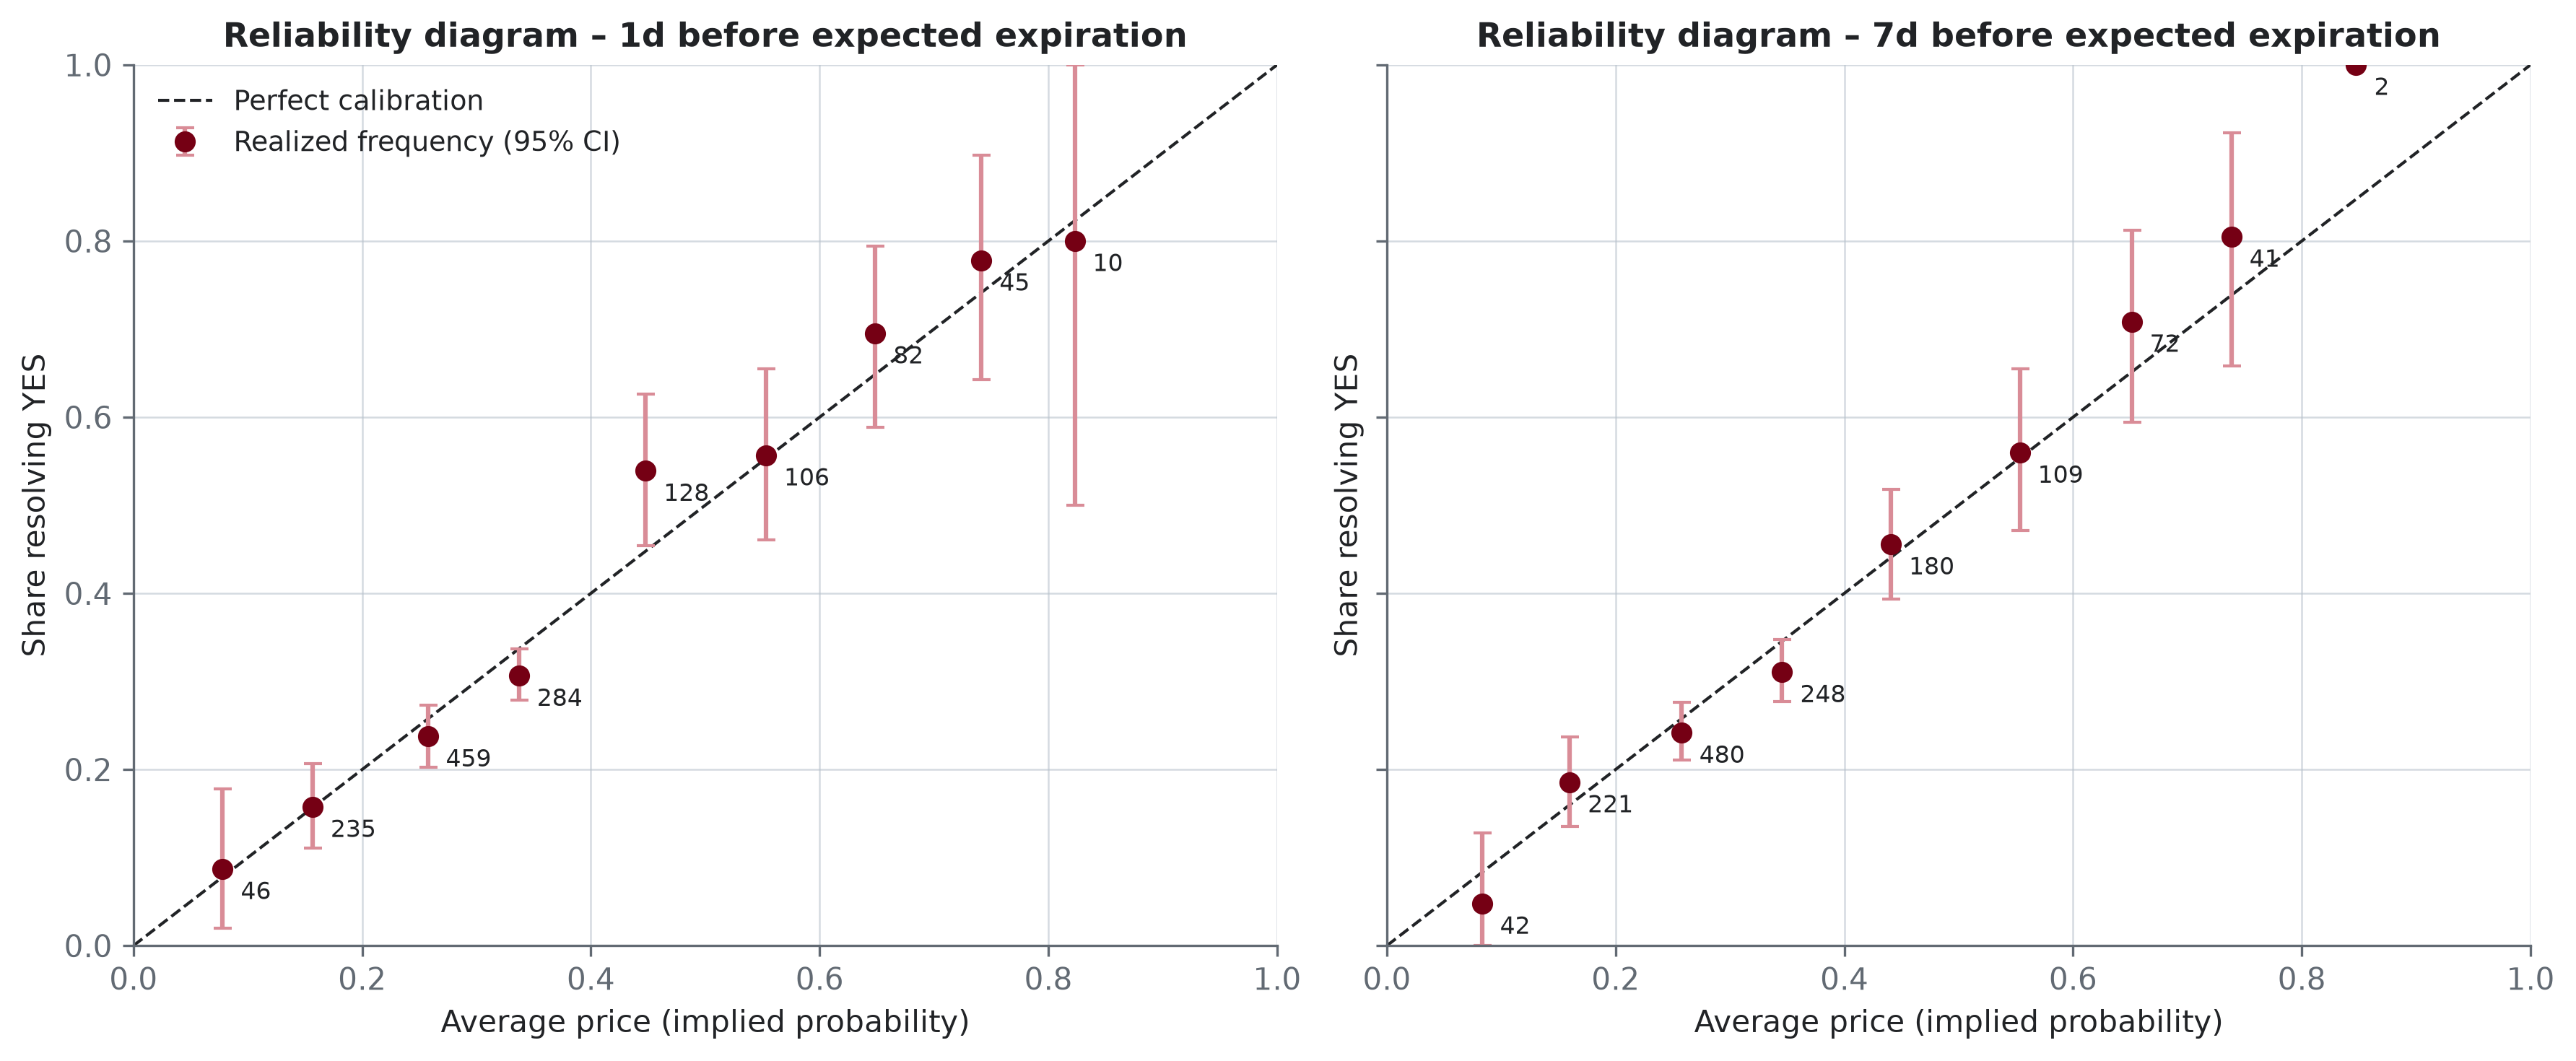 Reliability diagram – 1d before expected expiration
Perfect calibration
Realized frequency (95% CI)
Share resolving YES
1.0
0.8
0.6
0.4
0.2
0.0
46
235
459
284
128
106
82
45
10
0.0 0.2 0.4 0.6 0.8 1.0
Average price (implied probability)
Reliability diagram – 7d before expected expiration
Share resolving YES
42
221
480
248
180
109
72
41
2
0.0 0.2 0.4 0.6 0.8 1.0
Average price (implied probability)